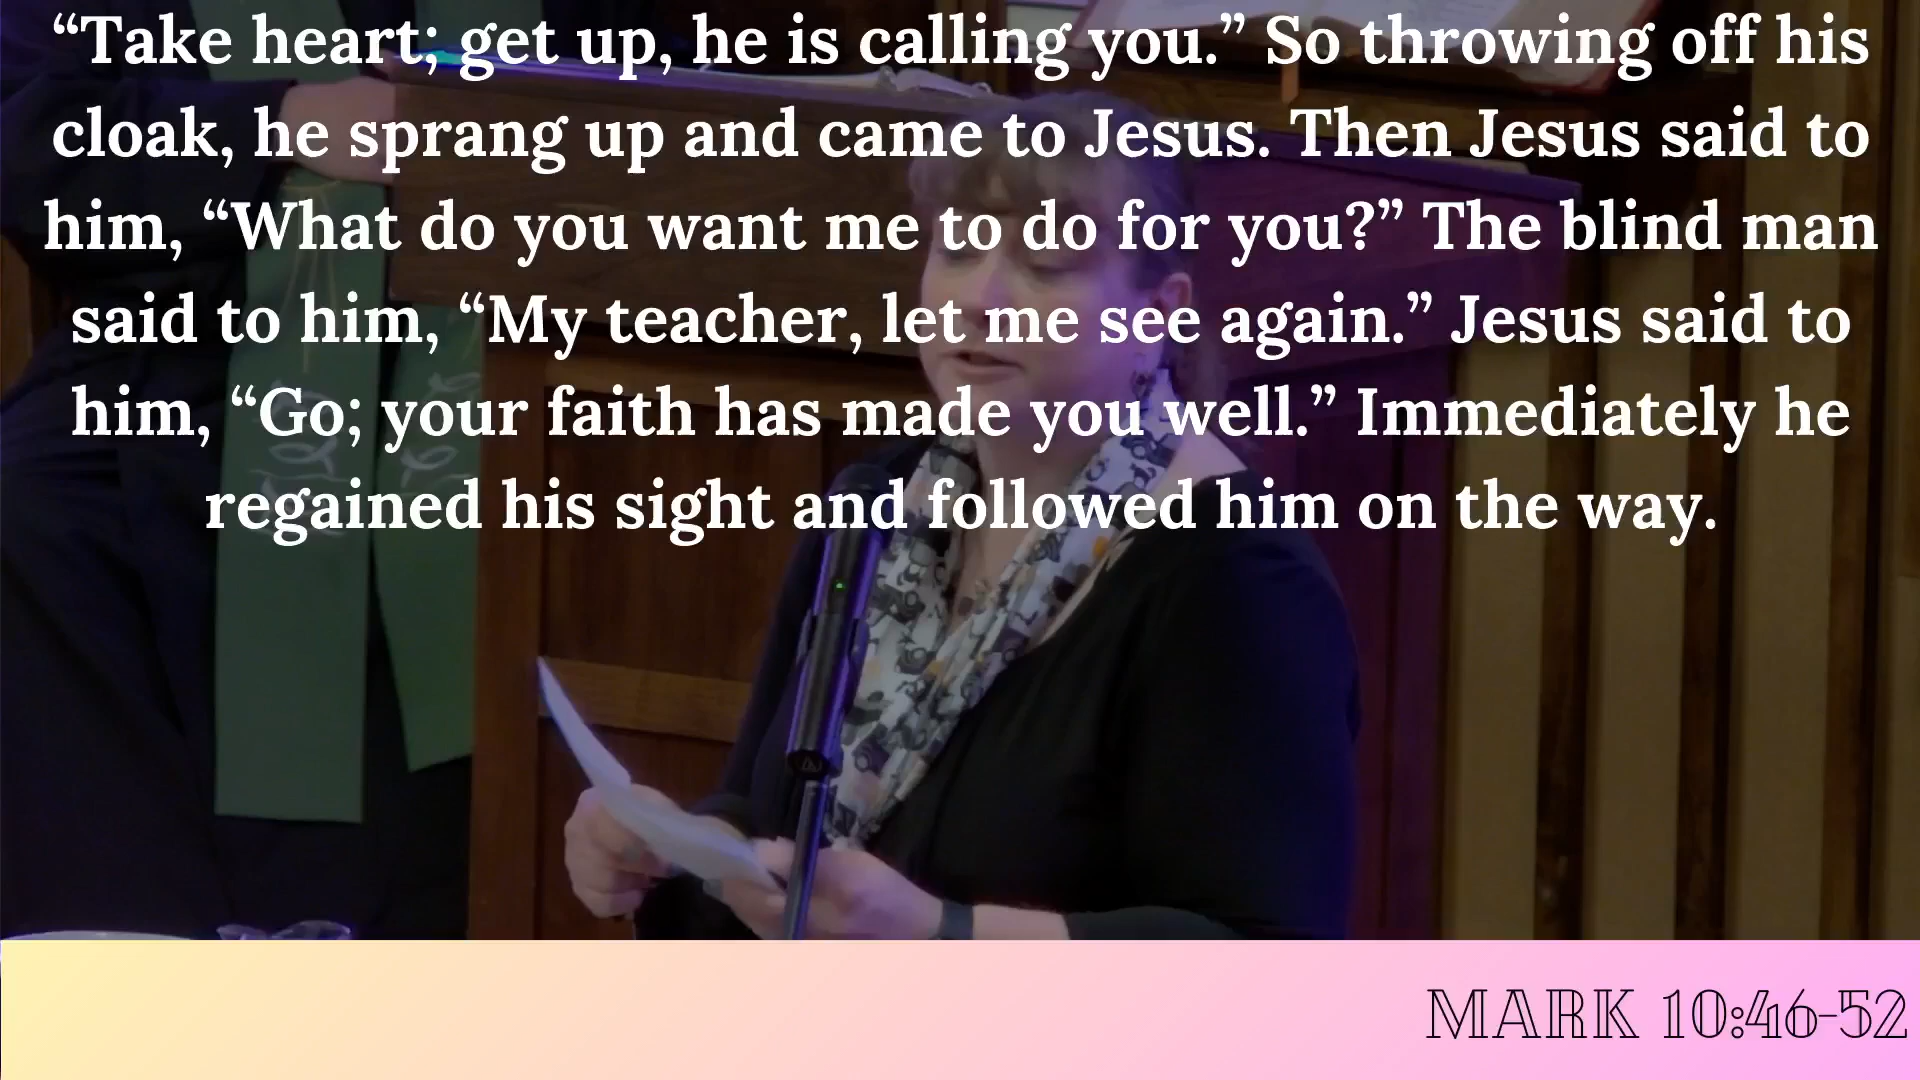 “Take heart; get up, he is calling you.” So throwing off his
cloak, he sprang up and came to Jesus. Then Jesus said to
him, “What do you want me to do for you?” The blind man
said to him, “My teacher, let me see again.” Jesus said to
him, “Go; your faith has made you well.” Immediately he
regained his sight and followed him on the way.
MARK 10:46-52